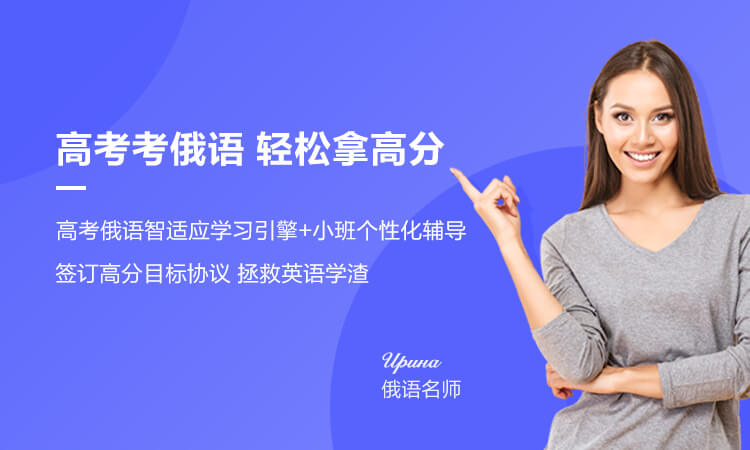 高考考俄语 轻松拿高分
高考俄语智适应学习引擎+小班个性化辅导
签订高分目标协议 拯救英语学渣
Ирина
俄语名师